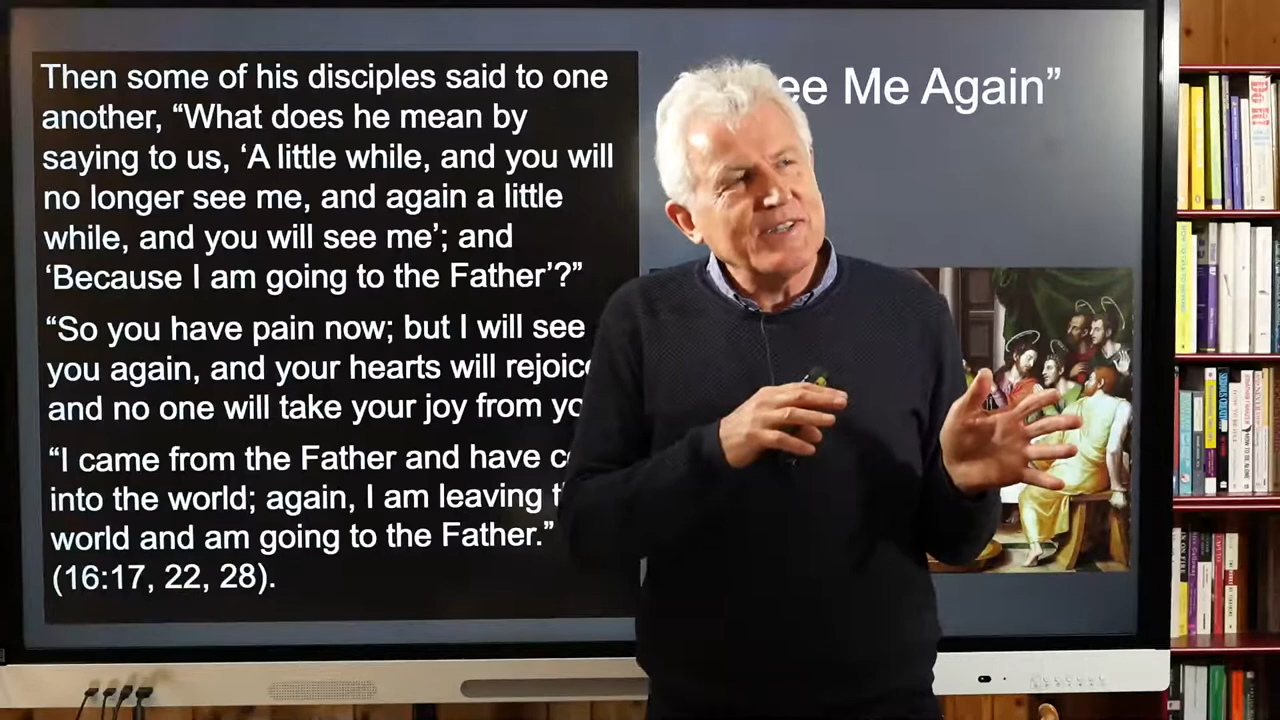 Then some of his disciples said to one
another, “What does he mean by
saying to us, ‘A little while, and you will
no longer see me, and again a little
while, and you will see me’; and
‘Because I am going to the Father’?”
“So you have pain now; but I will see
you again, and your hearts will rejoic
and no one will take your joy from yo
“I came from the Father and have c
into the world; again, I am leaving t
world and am going to the Father.”
(16:17, 22, 28).
ee Me Again”
Do It!